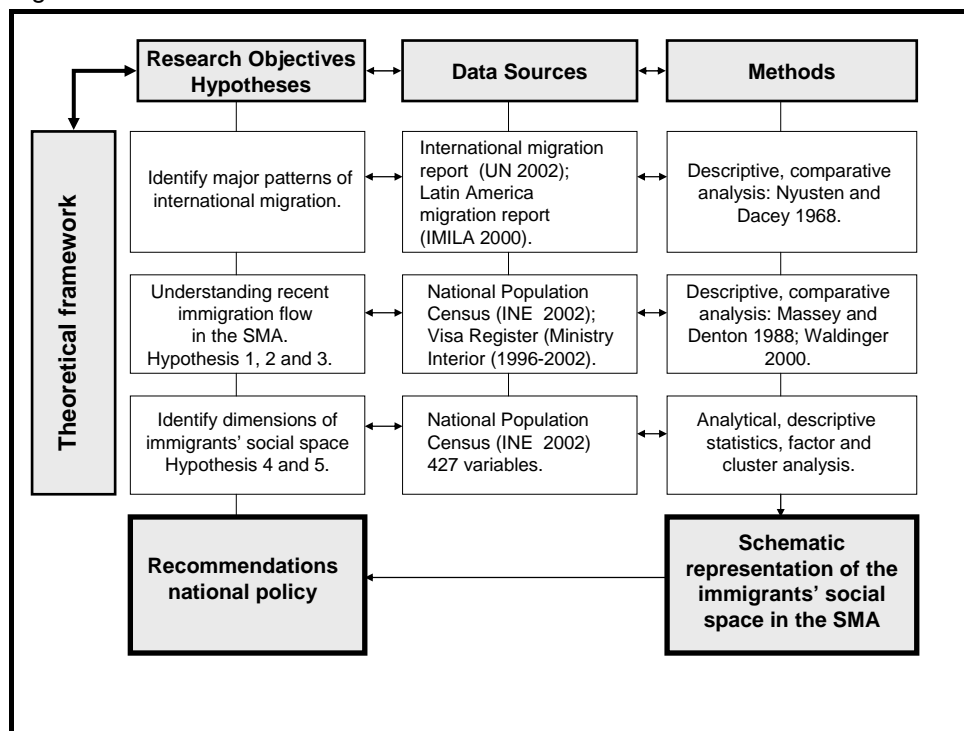 Research Objectives
Hypotheses
Data Sources
Methods
Theoretical framework
Identify major patterns of
international migration.
International migration
report (UN 2002);
Latin America
migration report
(IMILA 2000).
Descriptive, comparative
analysis: Nyusten and
Dacey 1968.
Understanding recent
immigration flow
in the SMA.
Hypothesis 1, 2 and 3.
National Population
Census (INE 2002);
Visa Register (Ministry
Interior (1996-2002).
Descriptive, comparative
analysis: Massey and
Denton 1988; Waldinger
2000.
Identify dimensions of
immigrants’ social space
Hypothesis 4 and 5.
National Population
Census (INE 2002)
427 variables.
Analytical, descriptive
statistics, factor and
cluster analysis.
Recommendations
national policy
Schematic
representation of the
immigrants’ social
space in the SMA